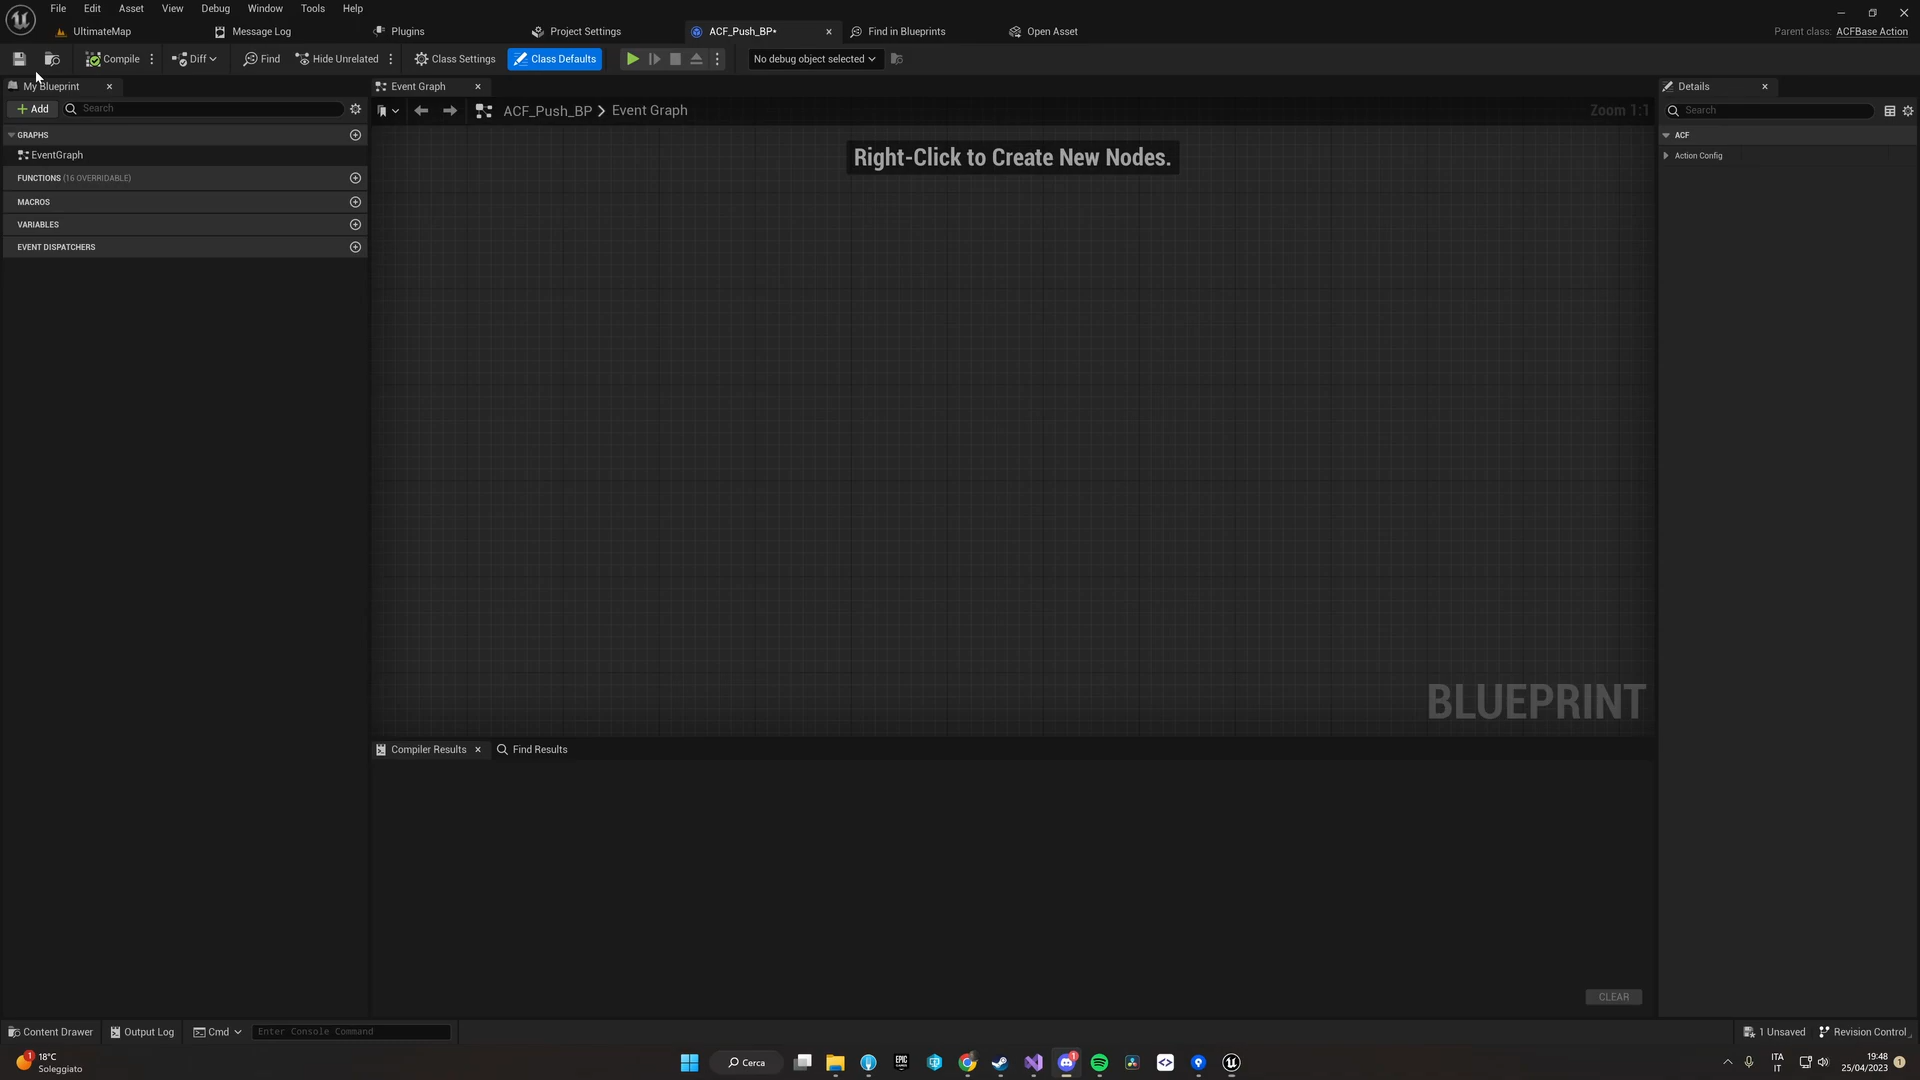 File Edit Asset View Debug Window Tools Help
UltimateMap Message Log Plugins Project Settings ACF_Push_BP* Find in Blueprints Open Asset Parent class: ACFBase Action
Compile Diff Find Hide Unrelated Class Settings Class Defaults No debug object selected
My Blueprint Event Graph Details
Add Search ACF_Push_BP > Event Graph Zoom 1:1 Search
GRAPHS ACF
EventGraph Action Config
Right-Click to Create New Nodes.
FUNCTIONS (16 OVERRIDABLE)
MACROS
VARIABLES
EVENT DISPATCHERS
BLUEPRINT
Compiler Results Find Results
CLEAR
Content Drawer Output Log Cmd Enter Console Command 1 Unsaved Revision Control
1 18°C
Soleggiato
Cerca
EPIC
GAMES
1
ITA
IT
19:48
25/04/2023
1